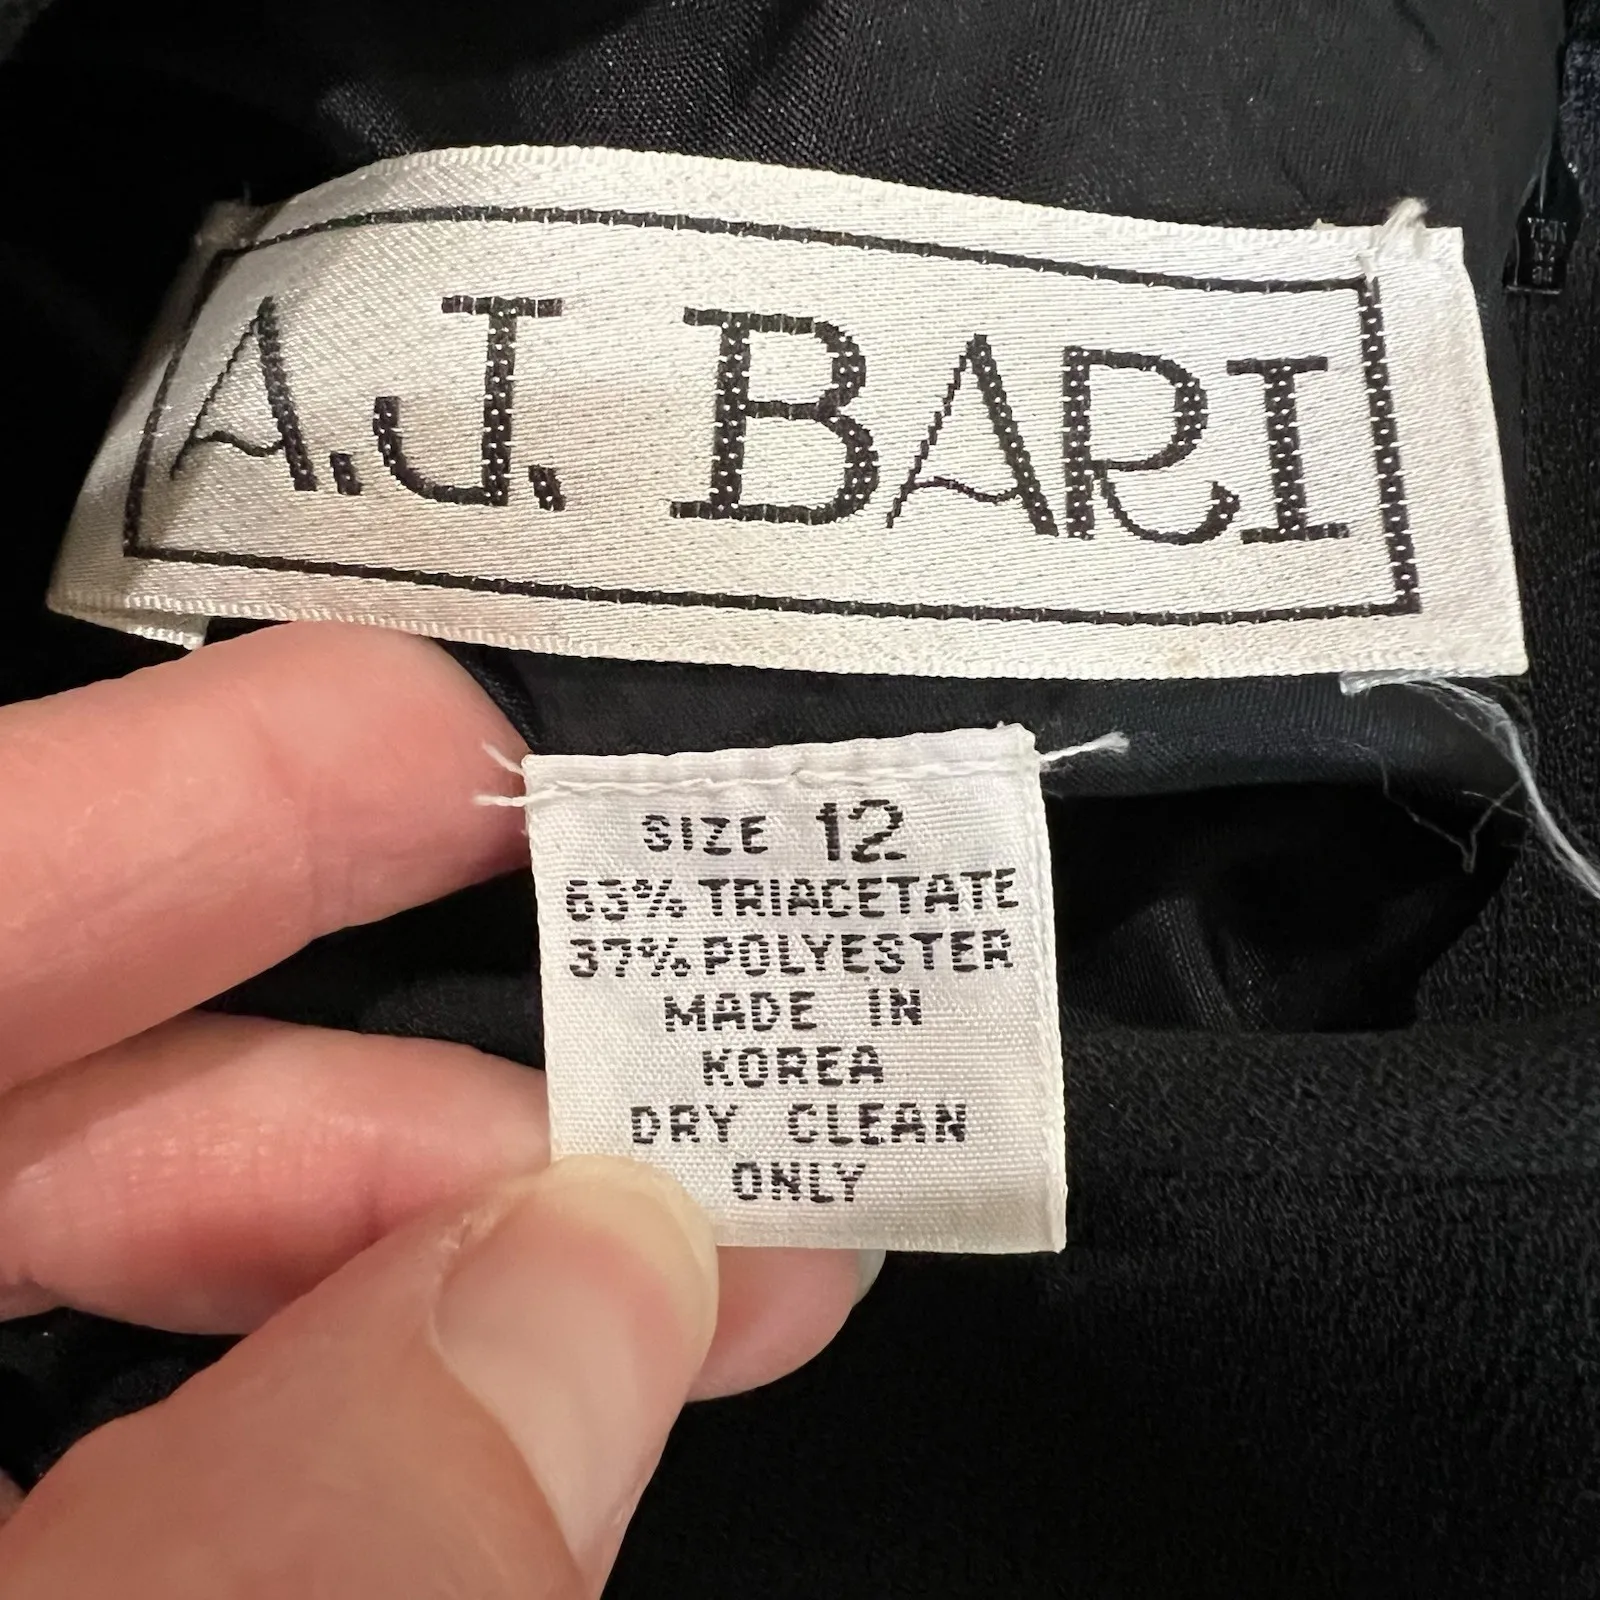 A.J. BARI
SIZE 12
63% TRIACETATE
37% POLYESTER
MADE IN
KOREA
DRY CLEAN
ONLY